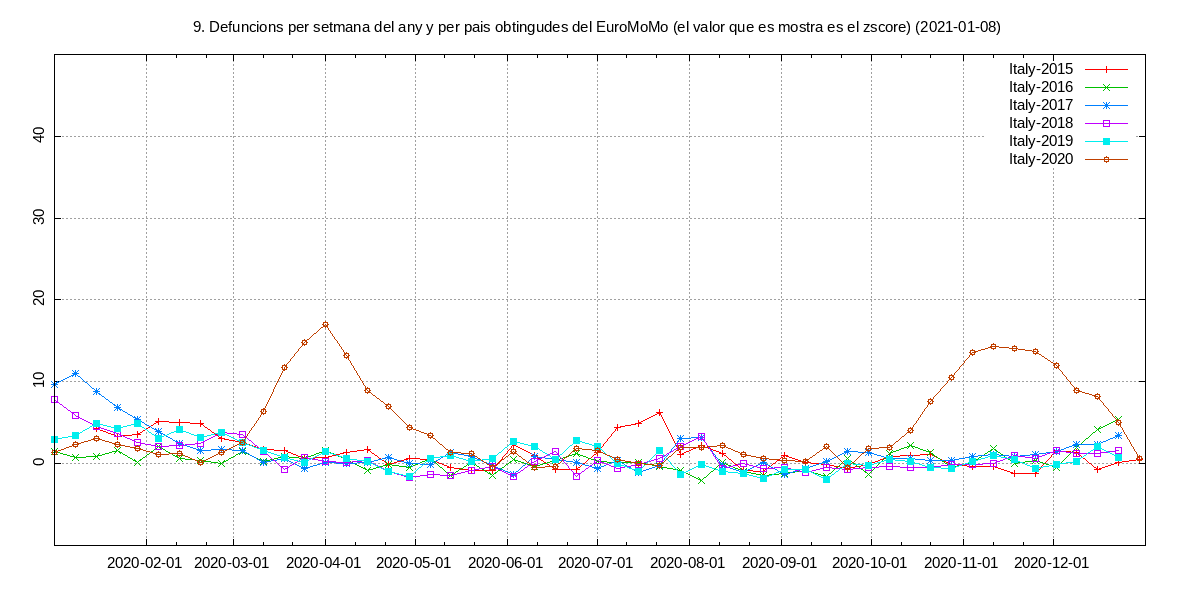 9. Defuncions per setmana del any y per pais obtingudes del EuroMoMo (el valor que es mostra es el zscore) (2021-01-08)
Italy-2015
Italy-2016
Italy-2017
Italy-2018
Italy-2019
Italy-2020
40
30
20
10
0
2020-02-01 2020-03-01 2020-04-01 2020-05-01 2020-06-01 2020-07-01 2020-08-01 2020-09-01 2020-10-01 2020-11-01 2020-12-01